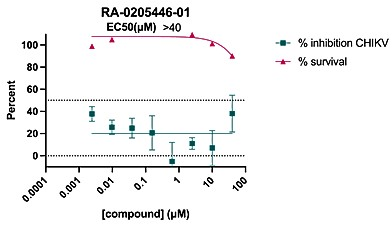 RA-0205446-01
EC50(µM) >40
100
80
60
40
20
0
Percent
0.0001
0.001
0.01
0.1
1
10
100
[compound] (µM)
% inhibition CHIKV
% survival